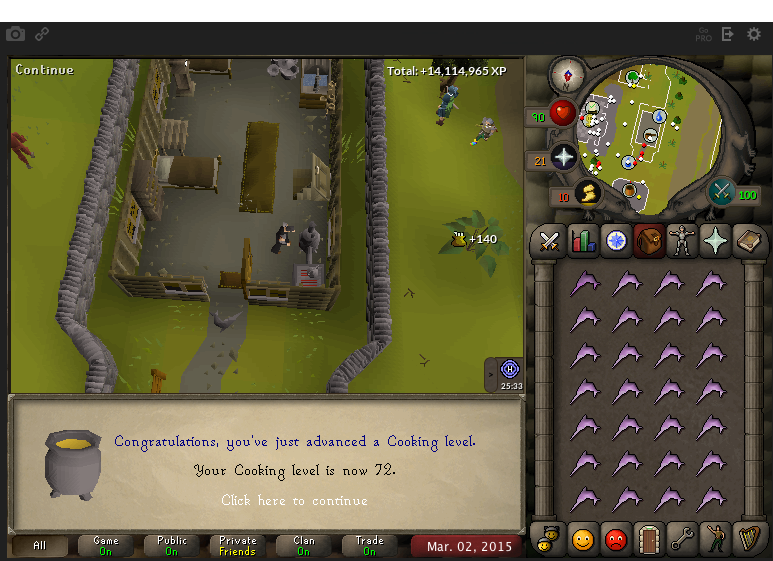 Go
PRO
Continue
Total: +14,114,965 XP
N
90
21
10
100
+140
H
25:33
Congratulations, you've just advanced a Cooking level.
Your Cooking level is now 72.
Click here to continue
All
Game
On
Public
On
Private
Friends
Clan
On
Trade
On
Mar. 02, 2015